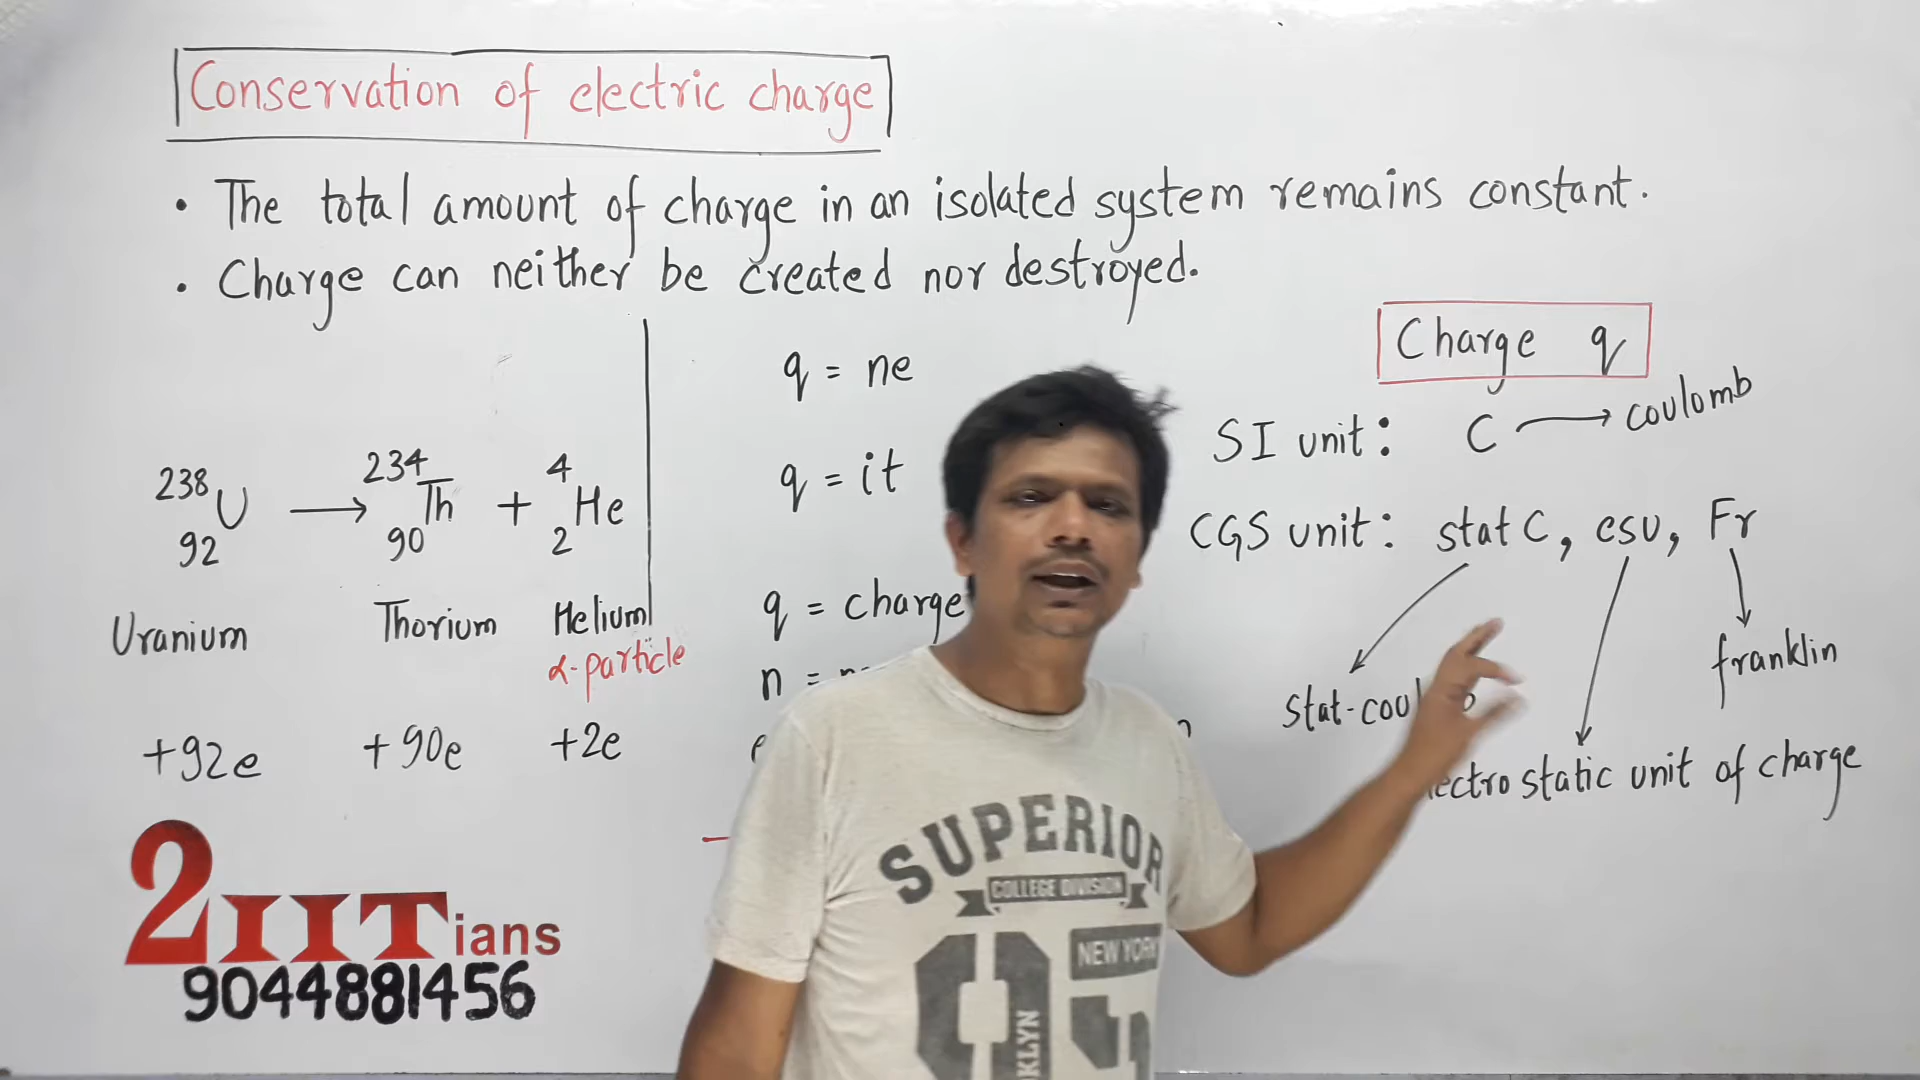 Conservation of electric charge
• The total amount of charge in an isolated system remains constant.
• Charge can neither be created nor destroyed.
238 92 U → 234 90 Th + 4 2 He
Uranium Thorium Helium
α-particle
+92e +90e +2e
q = ne
q = it
q = charge
n =
Charge q
SI unit: C → coulomb
CGS unit: stat C, esu, Fr
franklin
static unit of charge
2IITians
9044881456
SUPERIOR
COLLEGE DIVISION
NEW YORK